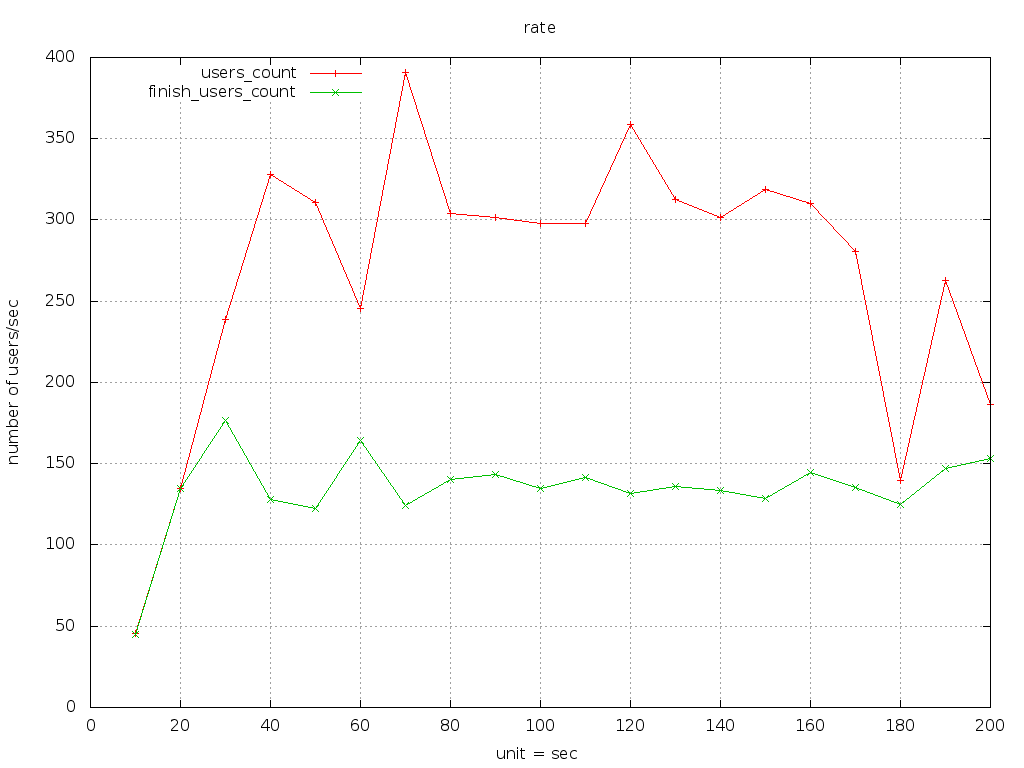 rate
users_count
finish_users_count
400
350
300
250
200
150
100
50
0
number of users/sec
0 20 40 60 80 100 120 140 160 180 200
unit = sec